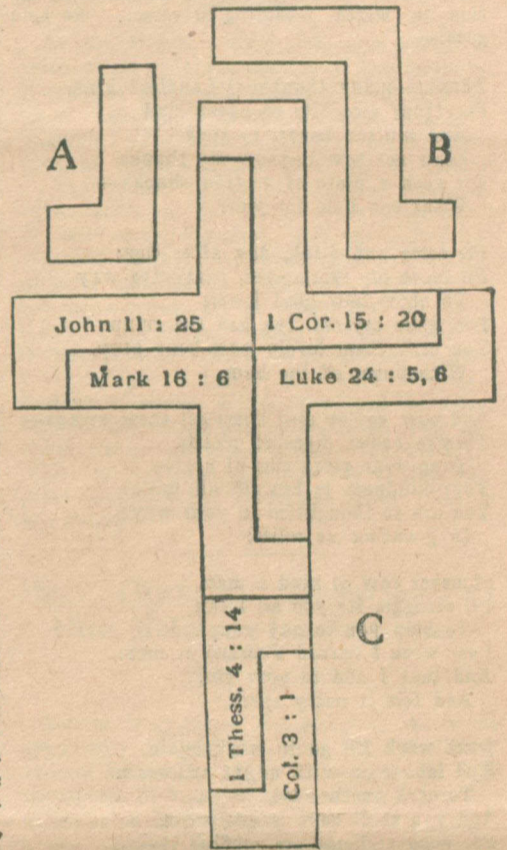 A
B
John 11 : 25
1 Cor. 15 : 20
Mark 16 : 6
Luke 24 : 5, 6
C
1 Thess. 4 : 14
Col. 3 : 1